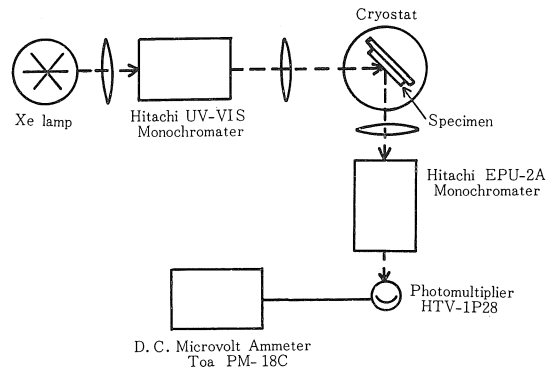 Cryostat
Xe lamp
Hitachi UV-VIS
Monochromater
Specimen
Hitachi EPU-2A
Monochromater
Photomultiplier
HTV-1P28
D.C. Microvolt Ammeter
Toa PM-18C